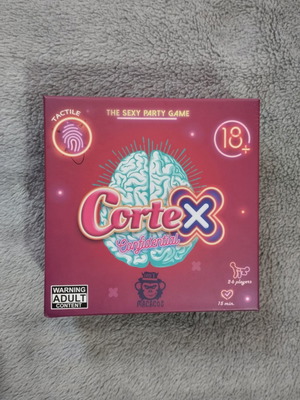 TACTILE
THE SEXY PARTY GAME
18+
CorteX
Confidential
WARNING
ADULT
CONTENT
2-6 players
15 min.